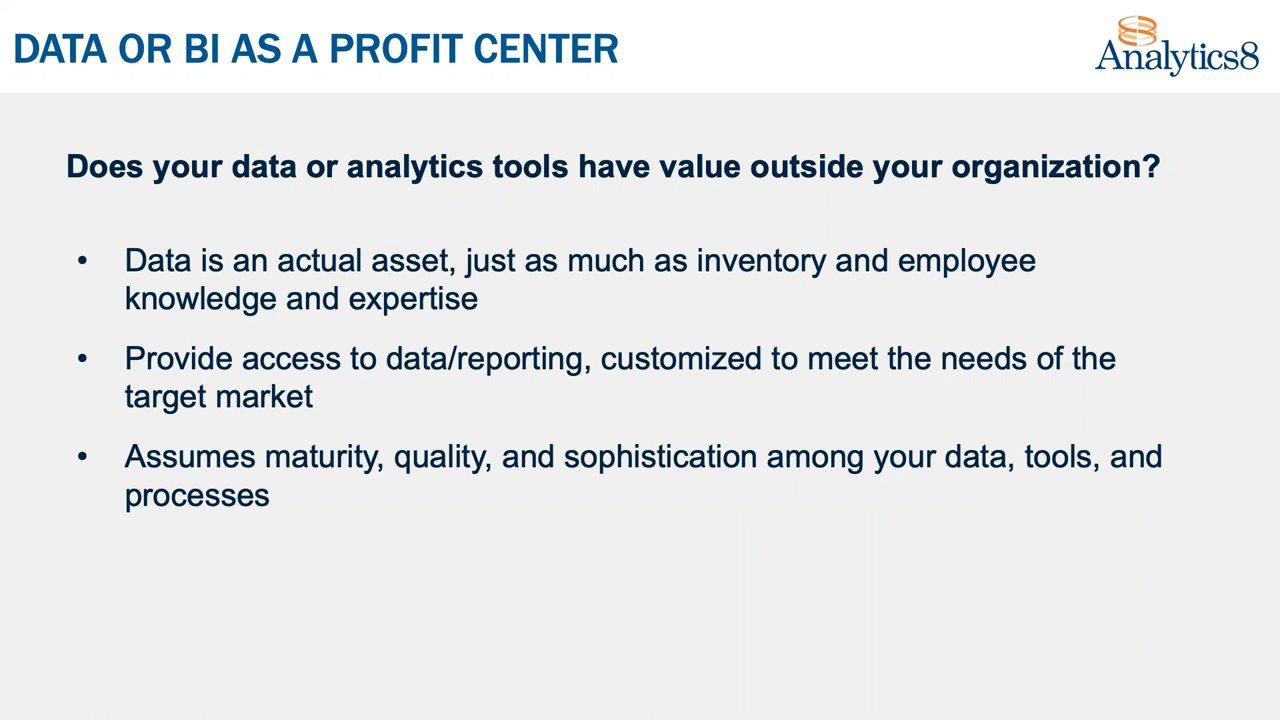 DATA OR BI AS A PROFIT CENTER
Analytics8
Does your data or analytics tools have value outside your organization?
• Data is an actual asset, just as much as inventory and employee
knowledge and expertise
• Provide access to data/reporting, customized to meet the needs of the
target market
• Assumes maturity, quality, and sophistication among your data, tools, and
processes